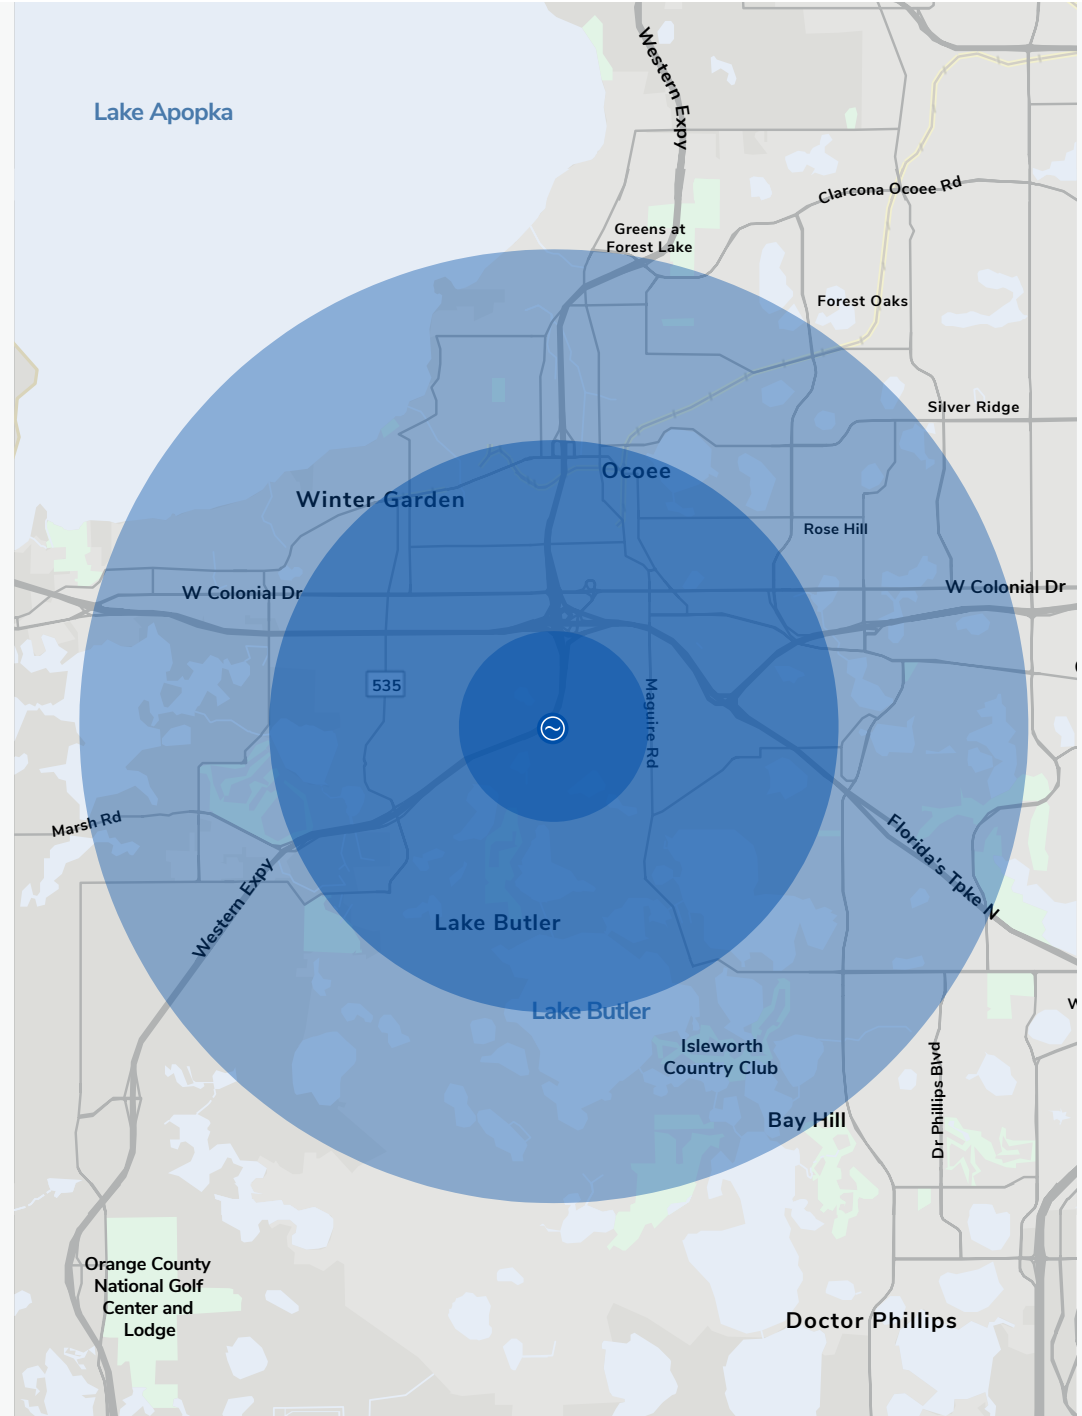 Western Expy
Lake Apopka
Clarcona Ocoee Rd
Greens at
Forest Lake
Forest Oaks
Silver Ridge
Ocoee
Winter Garden
Rose Hill
W Colonial Dr
W Colonial Dr
535
Maguire Rd
Marsh Rd
Florida's Tpke N
Western Expy
Lake Butler
Lake Butler
Isleworth
Country Club
Dr Phillips Blvd
Bay Hill
Orange County
National Golf
Center and
Lodge
Doctor Phillips